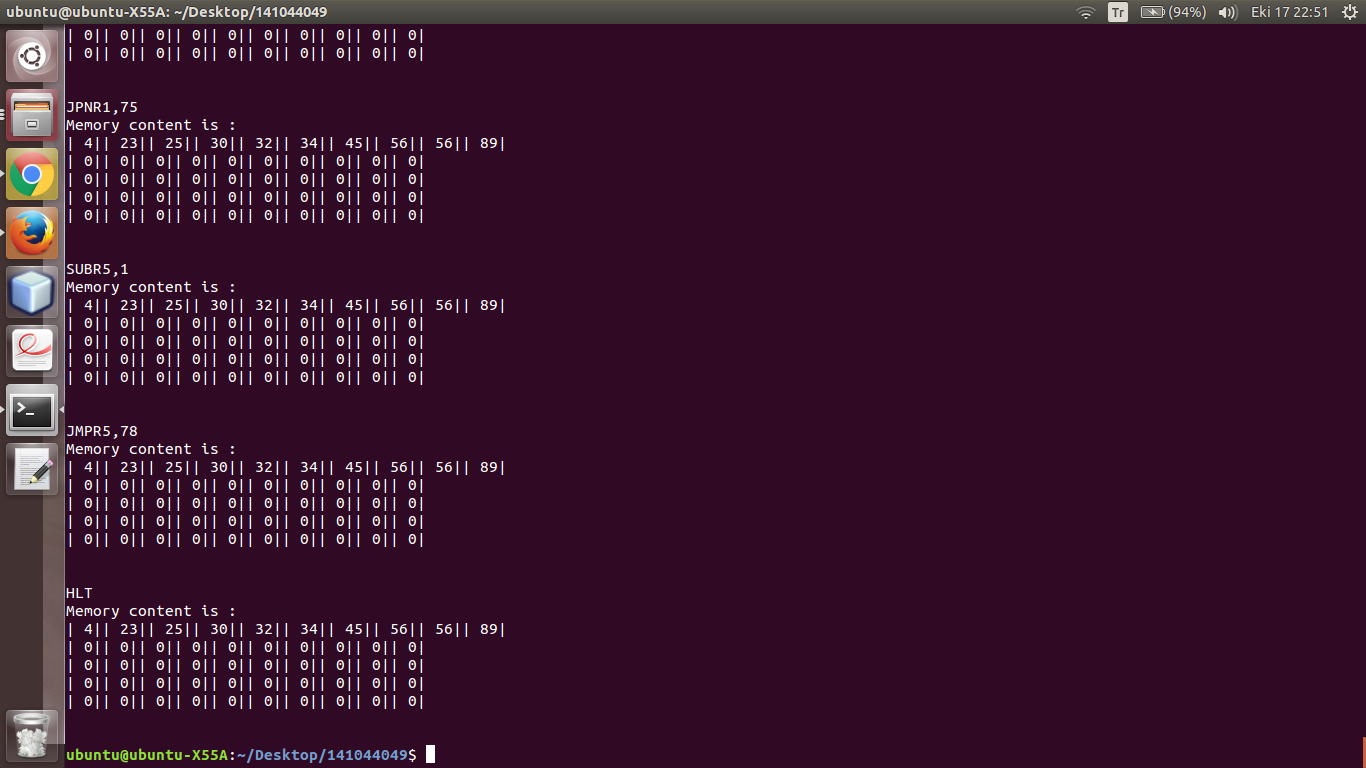 ubuntu@ubuntu-X55A: ~/Desktop/141044049 Tr (94%) Eki 17 22:51
| 0|| 0|| 0|| 0|| 0|| 0|| 0|| 0|| 0|| 0|
| 0|| 0|| 0|| 0|| 0|| 0|| 0|| 0|| 0|| 0|
JPNR1,75
Memory content is :
| 4|| 23|| 25|| 30|| 32|| 34|| 45|| 56|| 56|| 89|
| 0|| 0|| 0|| 0|| 0|| 0|| 0|| 0|| 0|| 0|
| 0|| 0|| 0|| 0|| 0|| 0|| 0|| 0|| 0|| 0|
| 0|| 0|| 0|| 0|| 0|| 0|| 0|| 0|| 0|| 0|
| 0|| 0|| 0|| 0|| 0|| 0|| 0|| 0|| 0|| 0|
SUBR5,1
Memory content is :
| 4|| 23|| 25|| 30|| 32|| 34|| 45|| 56|| 56|| 89|
| 0|| 0|| 0|| 0|| 0|| 0|| 0|| 0|| 0|| 0|
| 0|| 0|| 0|| 0|| 0|| 0|| 0|| 0|| 0|| 0|
| 0|| 0|| 0|| 0|| 0|| 0|| 0|| 0|| 0|| 0|
| 0|| 0|| 0|| 0|| 0|| 0|| 0|| 0|| 0|| 0|
JMPR5,78
Memory content is :
| 4|| 23|| 25|| 30|| 32|| 34|| 45|| 56|| 56|| 89|
| 0|| 0|| 0|| 0|| 0|| 0|| 0|| 0|| 0|| 0|
| 0|| 0|| 0|| 0|| 0|| 0|| 0|| 0|| 0|| 0|
| 0|| 0|| 0|| 0|| 0|| 0|| 0|| 0|| 0|| 0|
| 0|| 0|| 0|| 0|| 0|| 0|| 0|| 0|| 0|| 0|
HLT
Memory content is :
| 4|| 23|| 25|| 30|| 32|| 34|| 45|| 56|| 56|| 89|
| 0|| 0|| 0|| 0|| 0|| 0|| 0|| 0|| 0|| 0|
| 0|| 0|| 0|| 0|| 0|| 0|| 0|| 0|| 0|| 0|
| 0|| 0|| 0|| 0|| 0|| 0|| 0|| 0|| 0|| 0|
| 0|| 0|| 0|| 0|| 0|| 0|| 0|| 0|| 0|| 0|
ubuntu@ubuntu-X55A:~/Desktop/141044049$